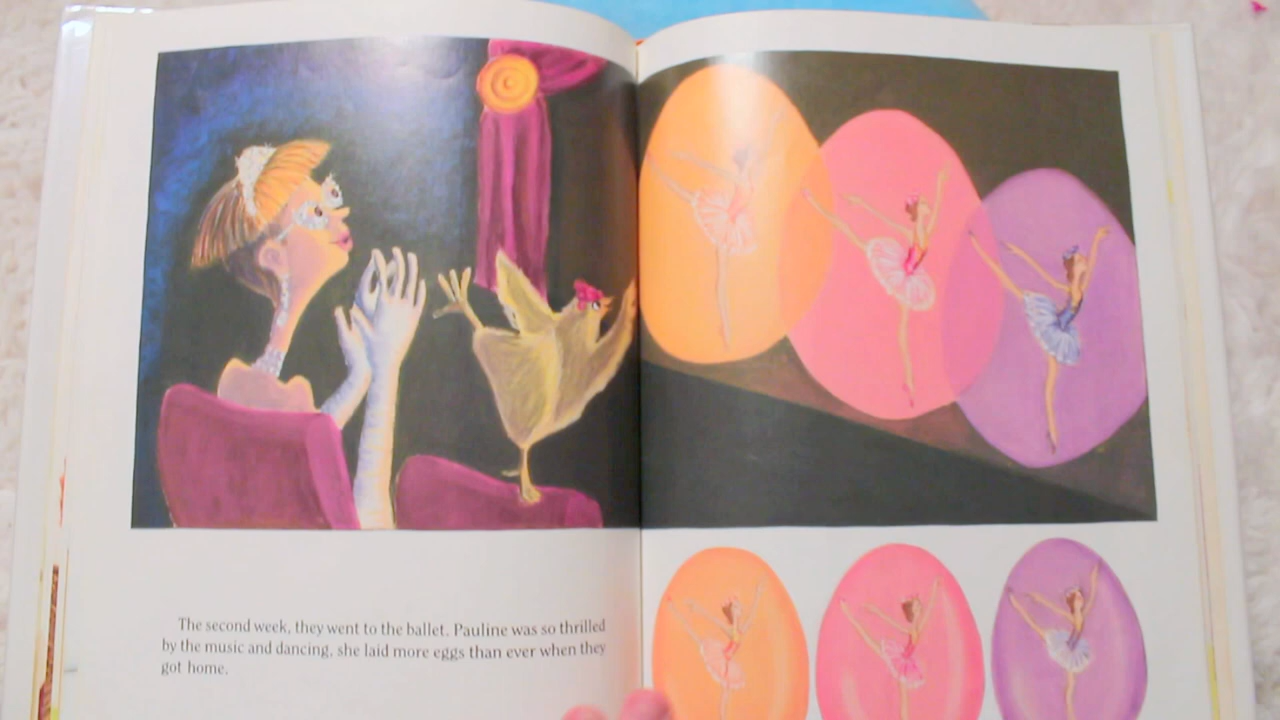 The second week, they went to the ballet. Pauline was so thrilled
by the music and dancing, she laid more eggs than ever when they
got home.